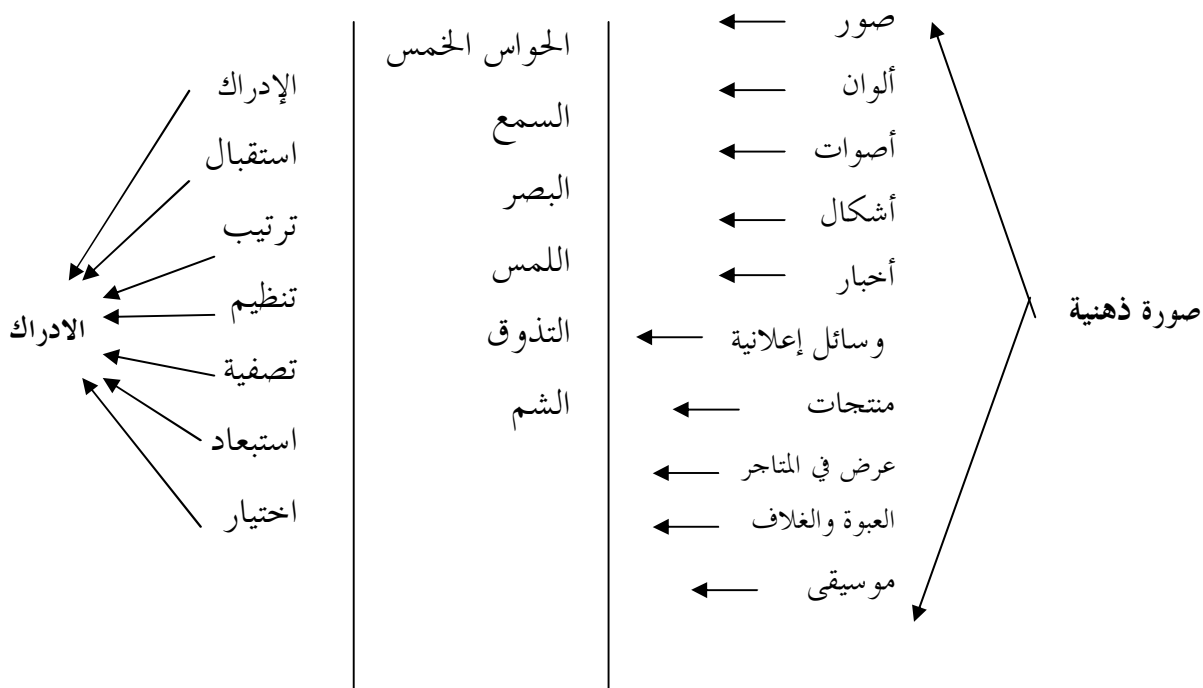 صورة ذهنية
صور
ألوان
أصوات
أشكال
أخبار
وسائل إعلانية
منتجات
عرض في المتاجر
العبوة والغلاف
موسيقى
الحواس الخمس
السمع
البصر
اللمس
التذوق
الشم
الإدراك
استقبال
ترتيب
تنظيم
تصفية
استبعاد
اختيار
الادراك